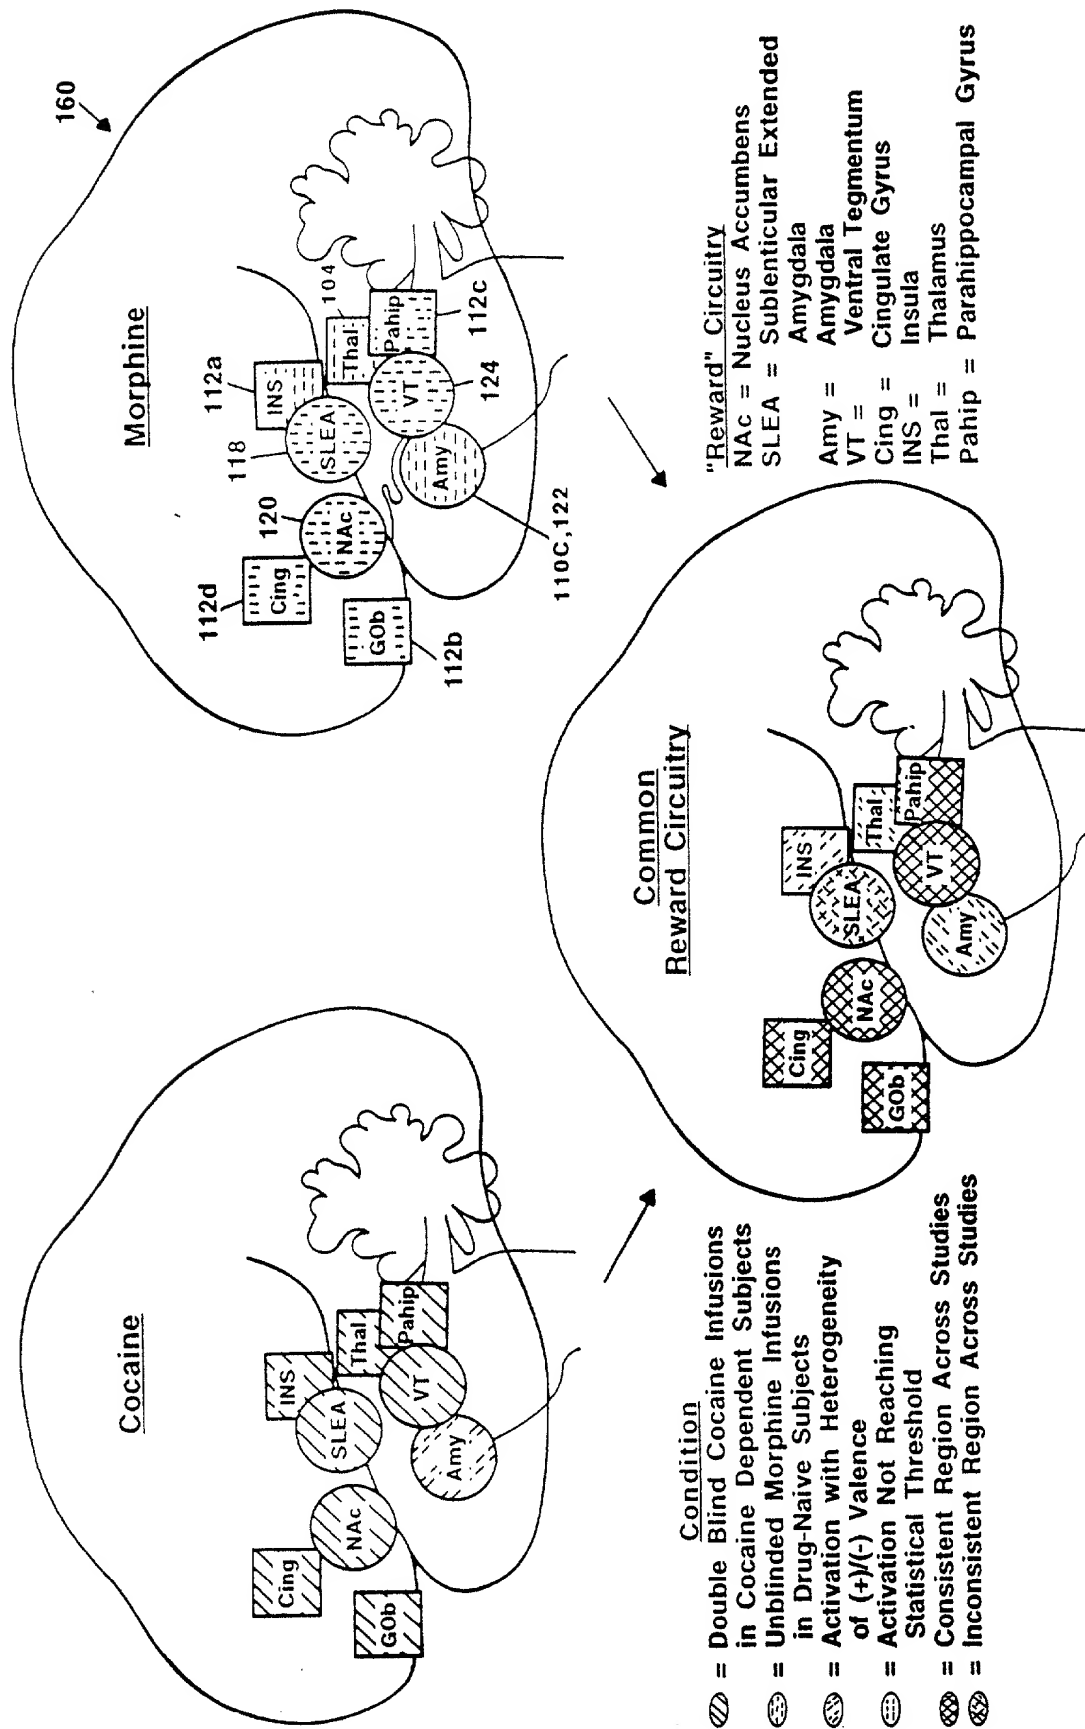 Cocaine
Cing
NAc
GOb
INS
SLEA
Thal
Pahip
VT
Amy
Morphine
160
112d
Cing
120
NAc
GOb
112b
118
112a
INS
SLEA
104
Thal
Pahip
112c
VT
124
Amy
110C,122
Common
Reward Circuitry
Cing
NAc
GOb
INS
SLEA
Thal
Pahip
VT
Amy
Condition
= Double Blind Cocaine Infusions
in Cocaine Dependent Subjects
= Unblinded Morphine Infusions
in Drug-Naive Subjects
= Activation with Heterogeneity
of (+)/(-) Valence
= Activation Not Reaching
Statistical Threshold
= Consistent Region Across Studies
= Inconsistent Region Across Studies
"Reward" Circuitry
NAc = Nucleus Accumbens
SLEA = Sublenticular Extended
Amygdala
Amy = Amygdala
VT = Ventral Tegmentum
Cing = Cingulate Gyrus
INS = Insula
Thal = Thalamus
Pahip = Parahippocampal Gyrus